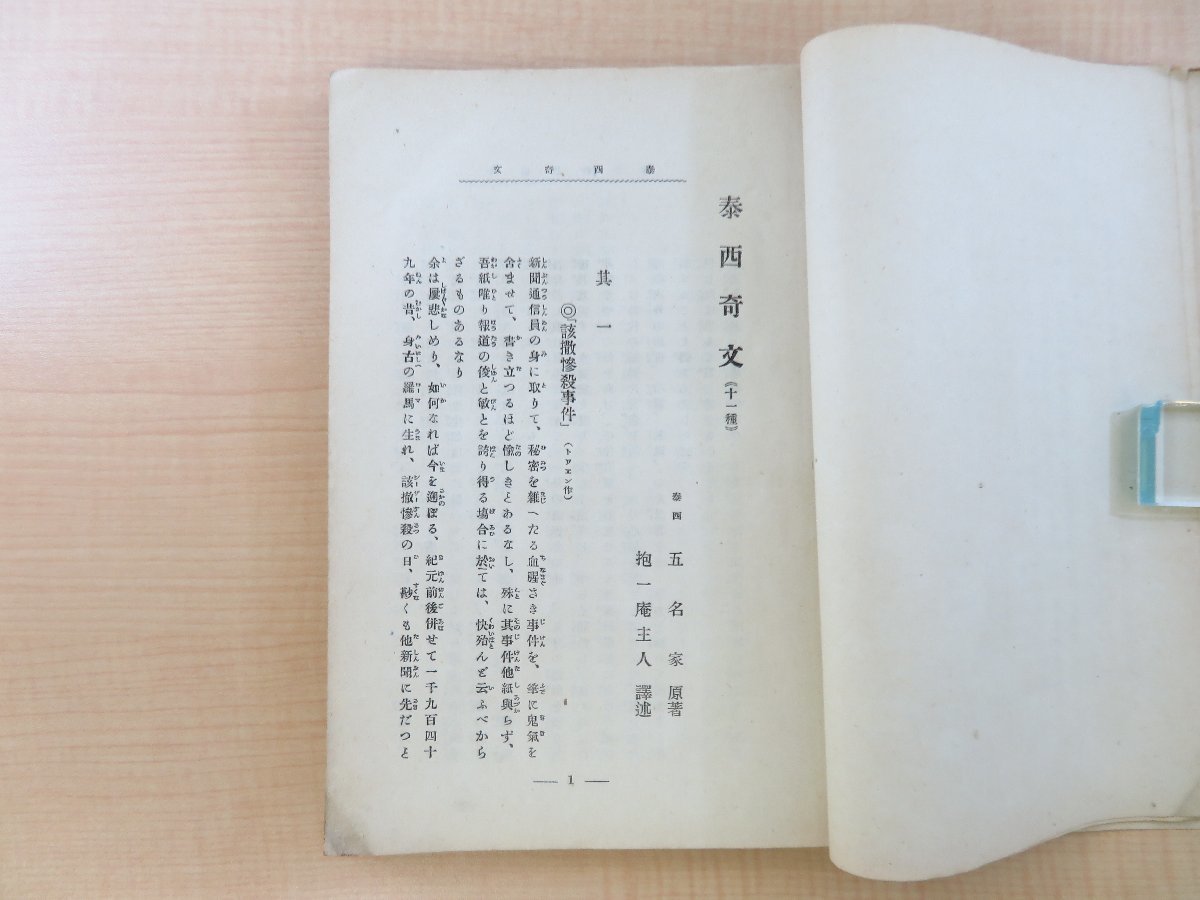 泰西奇文
泰西奇文《十一種》
泰西 五名家 原著
抱一庵主人 譯述
其一
◎「該撒慘殺事件」(トウエン作)
新聞通信員の身に取りて、秘密を雜へたる血腥さき事件を、筆に鬼氣を
含ませて、書き立つるほど愉しきことあるなし、殊に其事件他紙與らず、
吾紙唯り報道の俊と敏とを誇り得る塲合に於ては、快殆んど云ふべから
ざるものあるなり
余は屢悲しめり、如何なれば今を遡ぼる、紀元前後併せて一千九百四十
九年の昔、身古の羅馬に生れ、該撒慘殺の日、尠くも他新聞に先だつと
1